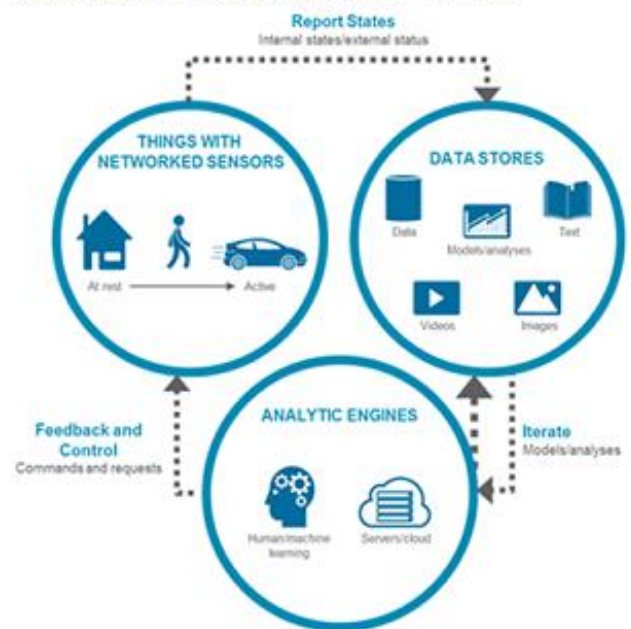 Report States
Internal states/external status
THINGS WITH
NETWORKED SENSORS
At rest
Active
DATA STORES
Data
Models/analyses
Text
Videos
Images
Feedback and
Control
Commands and requests
ANALYTIC ENGINES
Human/machine
learning
Servers/cloud
Iterate
Models/analyses